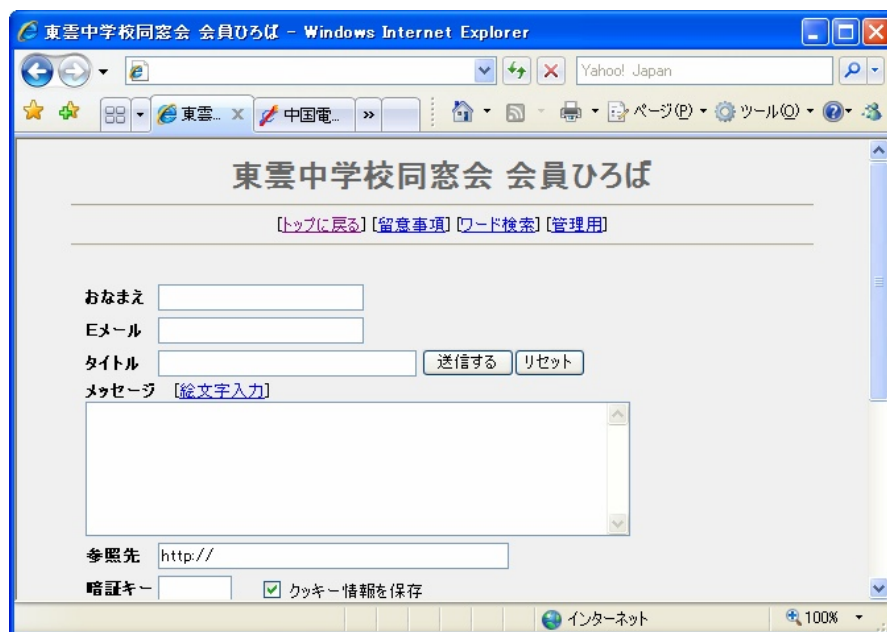 東雲中学校同窓会 会員ひろば - Windows Internet Explorer
Yahoo! Japan
東雲… 中国電… » ページ(P) ツール(O)
東雲中学校同窓会 会員ひろば
[トップに戻る] [留意事項] [ワード検索] [管理用]
おなまえ
Eメール
タイトル 送信する リセット
メッセージ [絵文字入力]
参照先 http://
暗証キー クッキー情報を保存
インターネット 100%